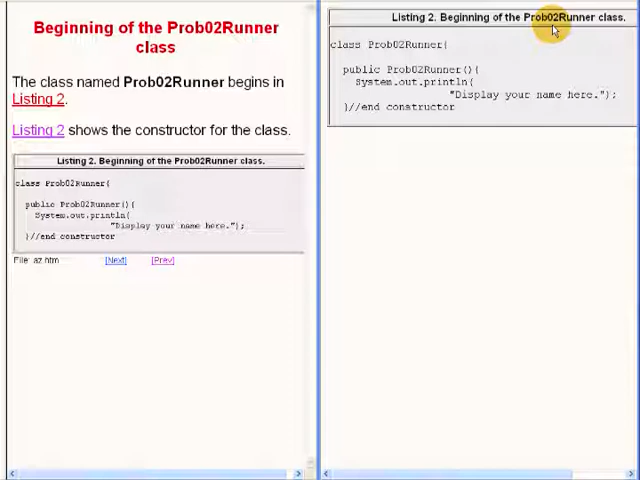 Beginning of the Prob02Runner
class
The class named Prob02Runner begins in
Listing 2.
Listing 2 shows the constructor for the class.
Listing 2. Beginning of the Prob02Runner class.
class Prob02Runner{
public Prob02Runner(){
System.out.println(
"Display your name here.");
}//end constructor
File: az.htm [Next] [Prev]
Listing 2. Beginning of the Prob02Runner class.
class Prob02Runner{
public Prob02Runner(){
System.out.println(
"Display your name here.");
}//end constructor